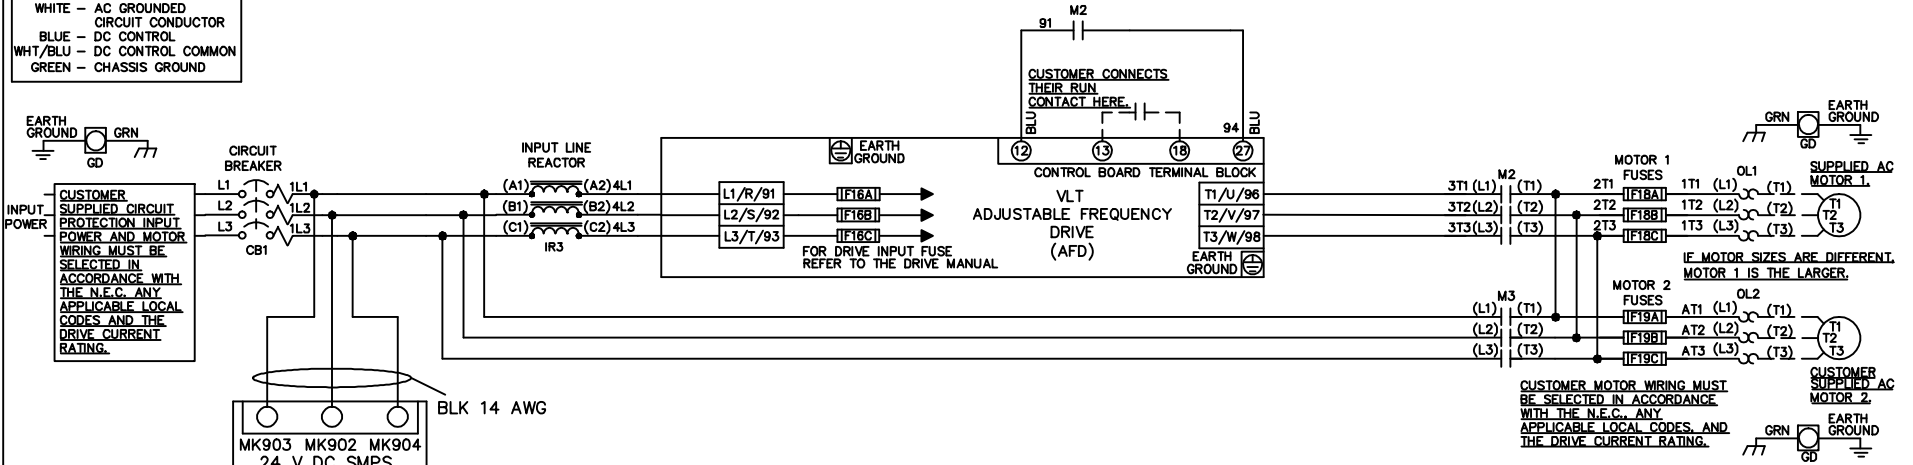 WHITE – AC GROUNDED
CIRCUIT CONDUCTOR
BLUE – DC CONTROL
WHT/BLU – DC CONTROL COMMON
GREEN – CHASSIS GROUND
EARTH
GROUND
GRN
GD
INPUT
POWER
CUSTOMER
SUPPLIED CIRCUIT
PROTECTION INPUT
POWER AND MOTOR
WIRING MUST BE
SELECTED IN
ACCORDANCE WITH
THE N.E.C. ANY
APPLICABLE LOCAL
CODES AND THE
DRIVE CURRENT
RATING.
CIRCUIT
BREAKER
L1 1L1
L2 1L2
L3 1L3
CB1
INPUT LINE
REACTOR
(A1) (A2) 4L1
(B1) (B2) 4L2
(C1) (C2) 4L3
IR3
BLK 14 AWG
MK903 MK902 MK904
24 V DC SMPS
M2
91
CUSTOMER CONNECTS
THEIR RUN
CONTACT HERE.
BLU
94
BLU
12 13 18 27
CONTROL BOARD TERMINAL BLOCK
EARTH
GROUND
L1/R/91
L2/S/92
L3/T/93
F16A
F16B
F16C
FOR DRIVE INPUT FUSE
REFER TO THE DRIVE MANUAL
VLT
ADJUSTABLE FREQUENCY
DRIVE
(AFD)
T1/U/96
T2/V/97
T3/W/98
EARTH
GROUND
M2
3T1 (L1) (T1)
3T2 (L2) (T2)
3T3 (L3) (T3)
M3
(L1) (T1)
(L2) (T2)
(L3) (T3)
MOTOR 1
FUSES
2T1 F18A 1T1 (L1) (T1)
2T2 F18B 1T2 (L2) (T2)
2T3 F18C 1T3 (L3) (T3)
OL1
GRN
GD
EARTH
GROUND
SUPPLIED AC
MOTOR 1.
T1
T2
T3
IF MOTOR SIZES ARE DIFFERENT,
MOTOR 1 IS THE LARGER.
MOTOR 2
FUSES
OL2
F19A AT1 (L1) (T1)
F19B AT2 (L2) (T2)
F19C AT3 (L3) (T3)
T1
T2
T3
CUSTOMER
SUPPLIED AC
MOTOR 2.
CUSTOMER MOTOR WIRING MUST
BE SELECTED IN ACCORDANCE
WITH THE N.E.C., ANY
APPLICABLE LOCAL CODES, AND
THE DRIVE CURRENT RATING.
GRN
GD
EARTH
GROUND